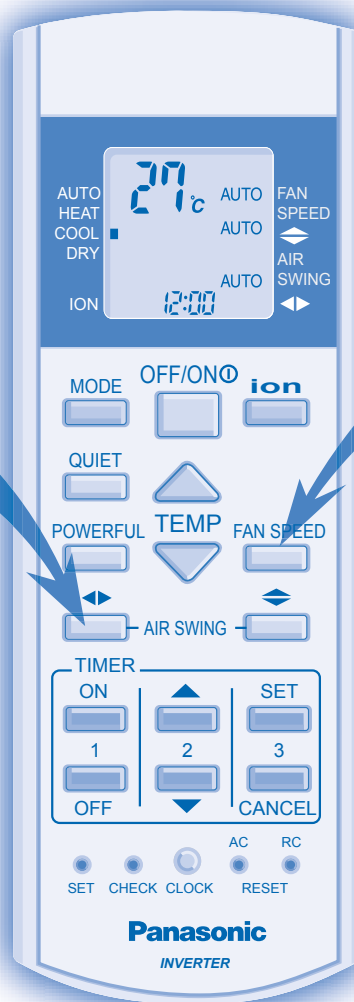 27°c AUTO FAN
AUTO SPEED
HEAT
COOL AUTO
DRY AIR
AUTO SWING
ION 12:00
MODE OFF/ON ion
QUIET
POWERFUL TEMP FAN SPEED
AIR SWING
TIMER
ON SET
1 2 3
OFF CANCEL
AC RC
SET CHECK CLOCK RESET
Panasonic
INVERTER